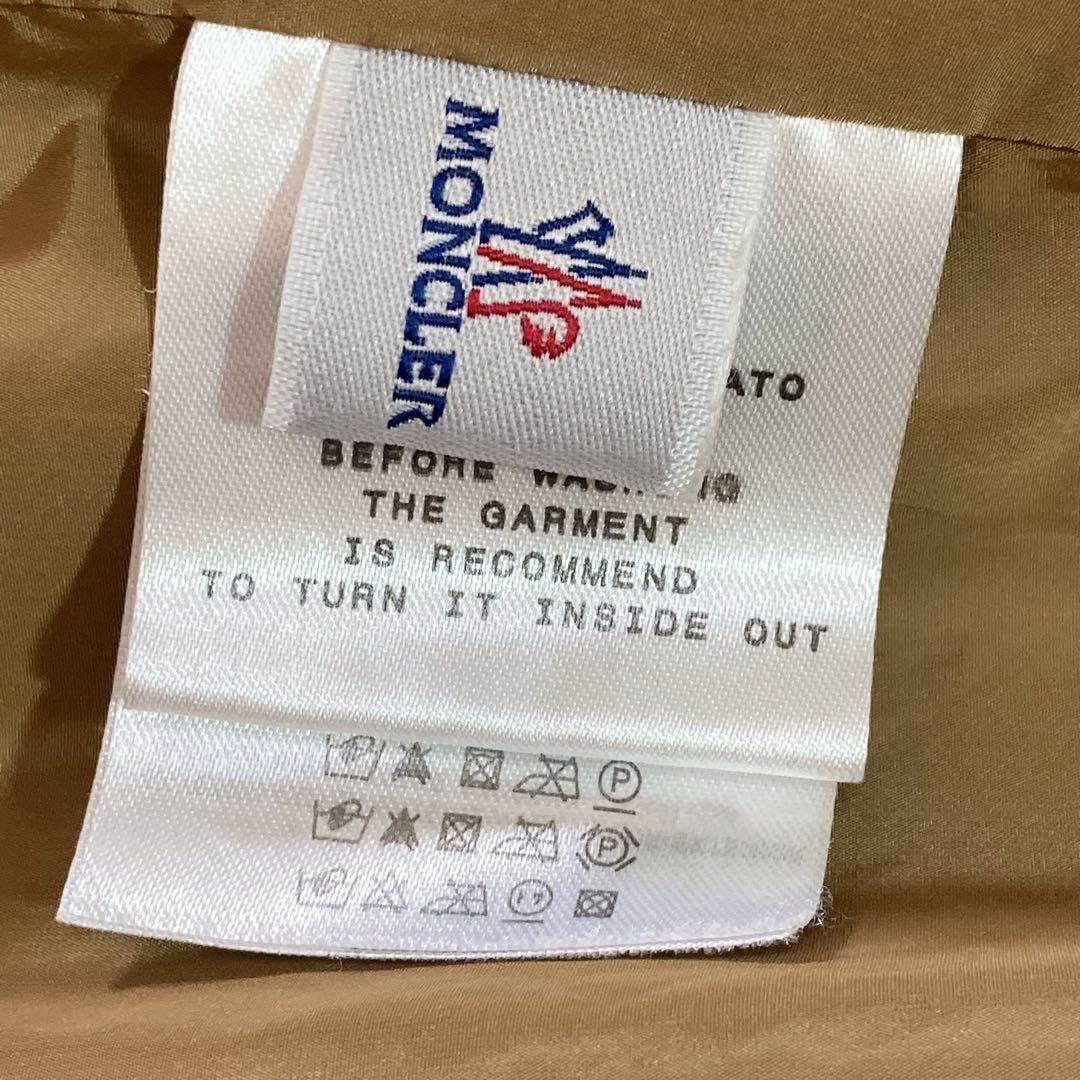 MONCLER
ATO
BEFORE WASHING
THE GARMENT
IS RECOMMEND
TO TURN IT INSIDE OUT
P
P